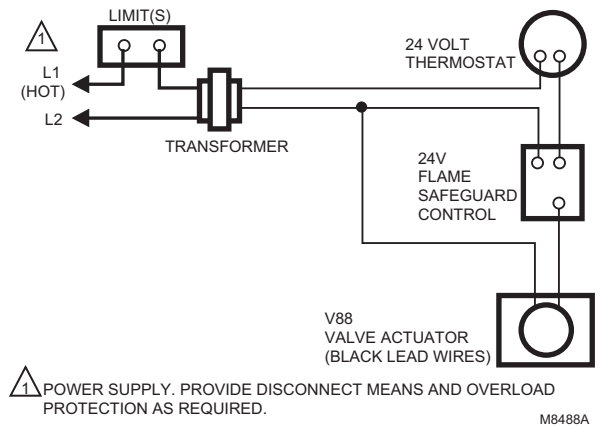 LIMIT(S)
1
L1
(HOT)
L2
TRANSFORMER
24 VOLT
THERMOSTAT
24V
FLAME
SAFEGUARD
CONTROL
V88
VALVE ACTUATOR
(BLACK LEAD WIRES)
1 POWER SUPPLY. PROVIDE DISCONNECT MEANS AND OVERLOAD
PROTECTION AS REQUIRED.
M8488A